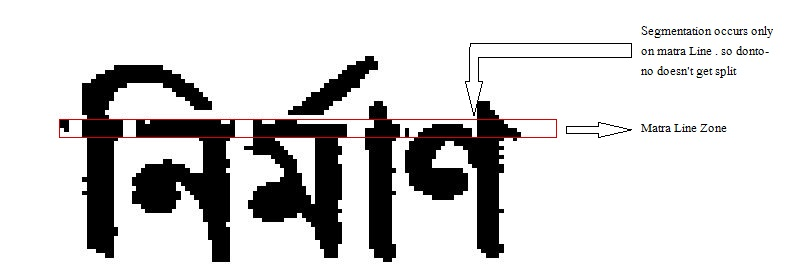 Segmentation occurs only
on matra Line . so donto-
no doesn't get split
Matra Line Zone
নির্মাণ